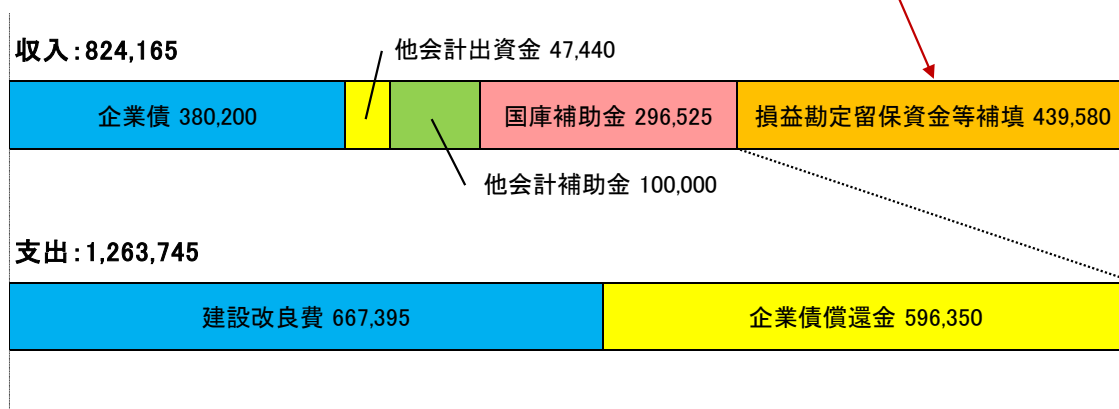 収入：824,165
他会計出資金 47,440
企業債 380,200
国庫補助金 296,525
損益勘定留保資金等補填 439,580
他会計補助金 100,000
支出：1,263,745
建設改良費 667,395
企業債償還金 596,350